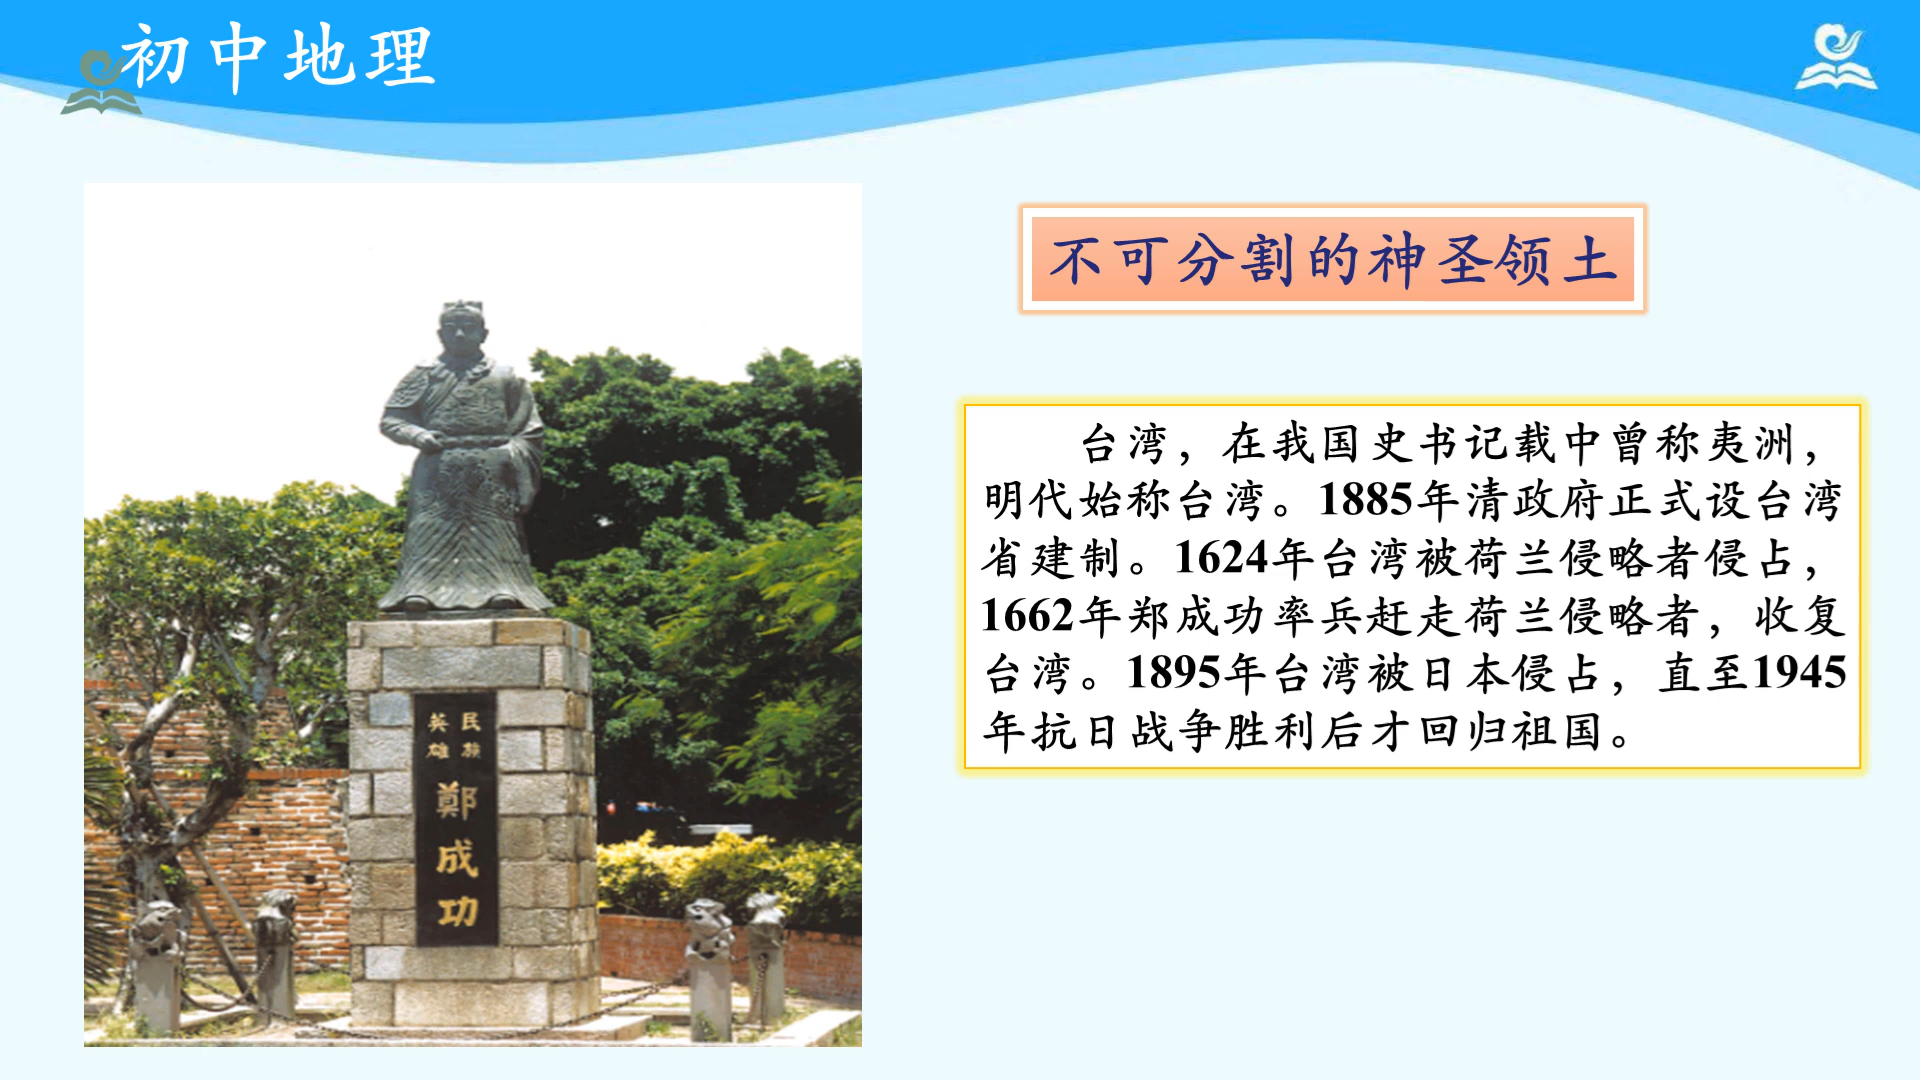 初中地理
不可分割的神圣领土
台湾，在我国史书记载中曾称夷洲，
明代始称台湾。1885年清政府正式设台湾
省建制。1624年台湾被荷兰侵略者侵占，
1662年郑成功率兵赶走荷兰侵略者，收复
台湾。1895年台湾被日本侵占，直至1945
年抗日战争胜利后才回归祖国。
民族
英雄
鄭成功